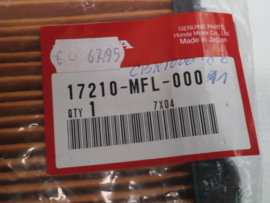 GENUINE PARTS
Honda Motor Co., Ltd.
MADE IN JAPAN
€ 67.95
17210-MFL-000
QTY 1 7X04